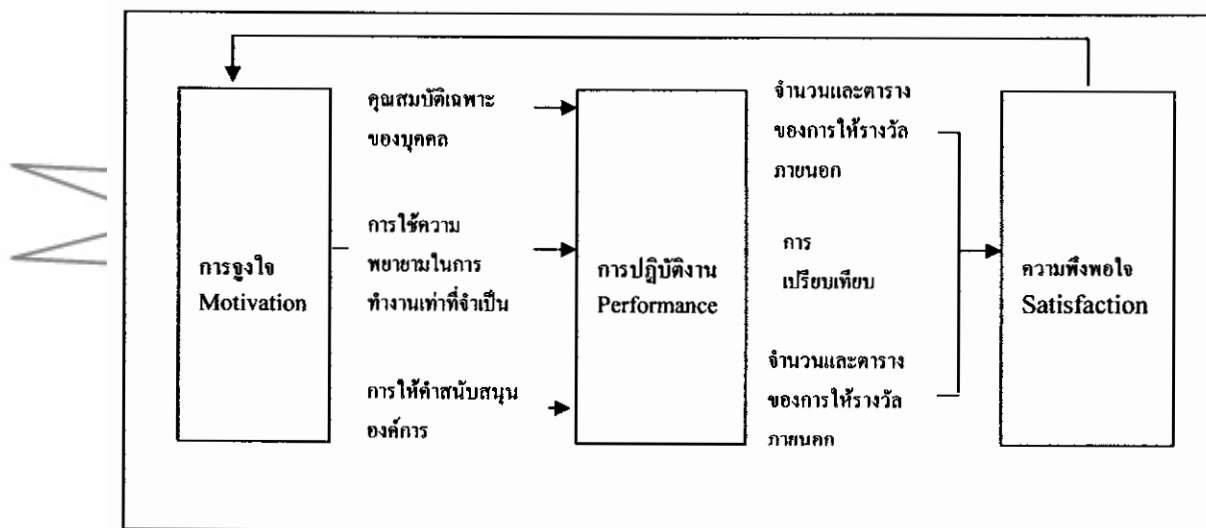 คุณสมบัติเฉพาะ
ของบุคคล
จำนวนและตาราง
ของการให้รางวัล
ภายนอก
การจูงใจ
Motivation
การใช้ความ
พยายามในการ
ทำงานเท่าที่จำเป็น
การปฏิบัติงาน
Performance
การ
เปรียบเทียบ
ความพึงพอใจ
Satisfaction
การให้คำสนับสนุน
องค์การ
จำนวนและตาราง
ของการให้รางวัล
ภายนอก